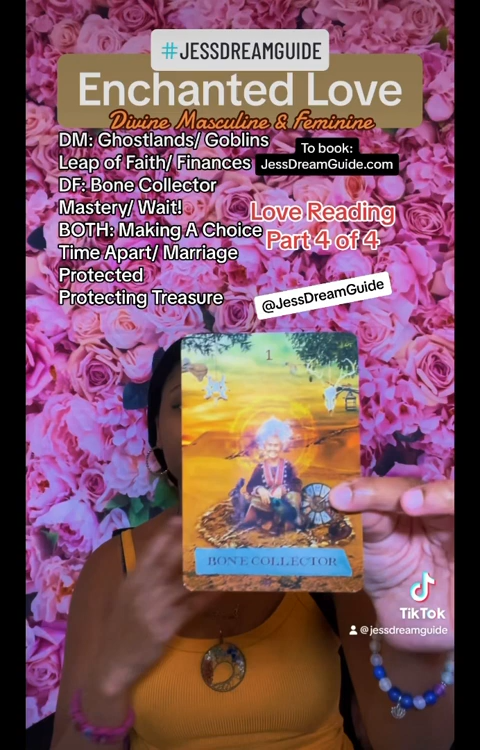 #JESSDREAMGUIDE
Enchanted Love
Divine Masculine & Feminine
DM: Ghostlands/ Goblins
Leap of Faith/ Finances
DF: Bone Collector
Mastery/ Wait!
BOTH: Making A Choice
Time Apart/ Marriage
Protected
Protecting Treasure
To book:
JessDreamGuide.com
Love Reading
Part 4 of 4
@JessDreamGuide
1
BONE COLLECTOR
TikTok
@jessdreamguide